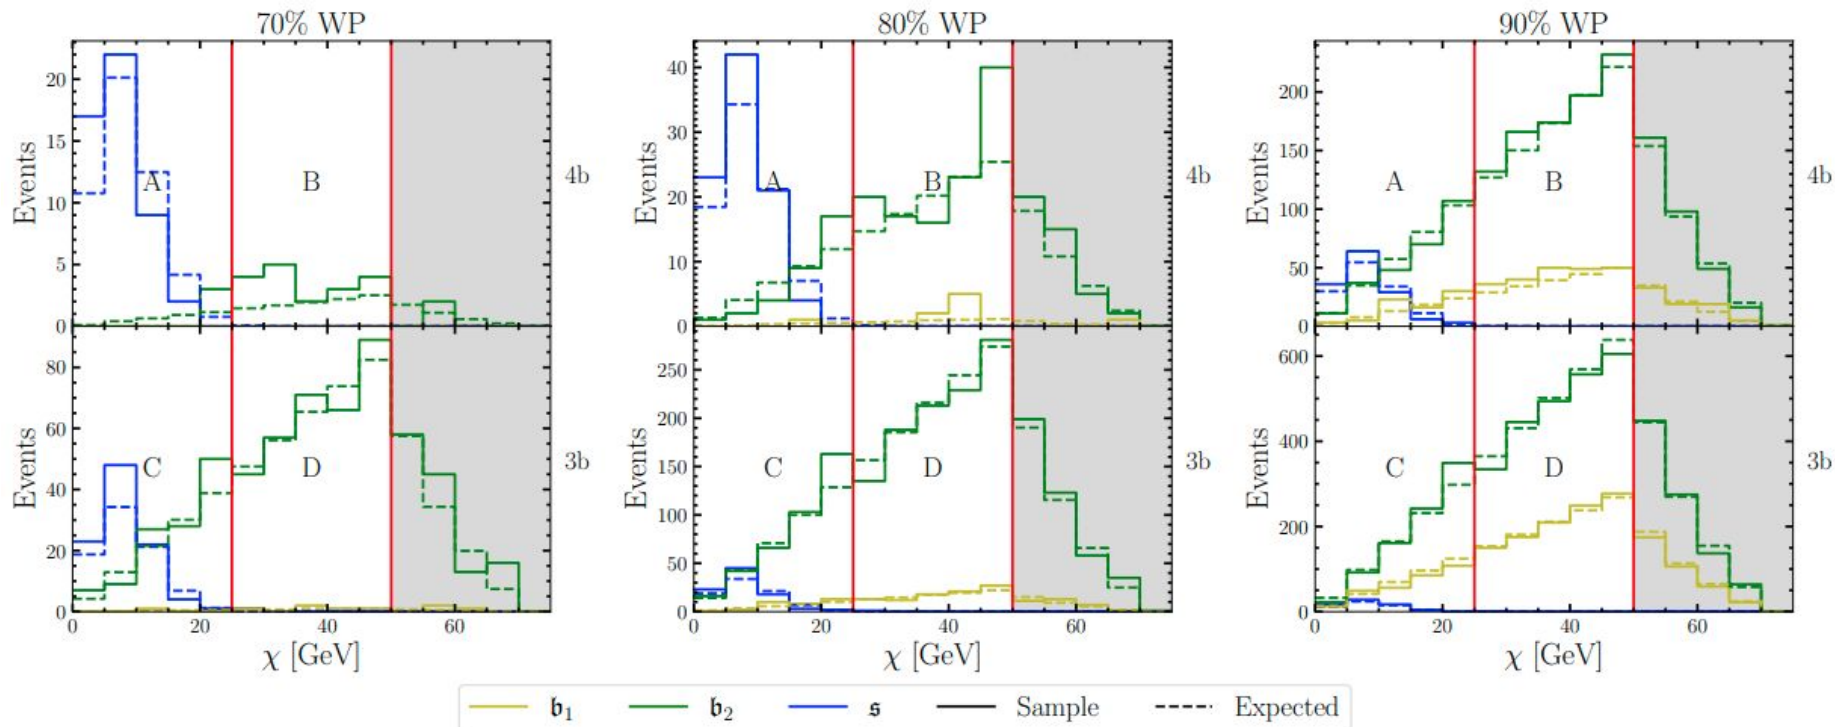 70% WP 80% WP 90% WP
20
15
10
5
0
Events
A
B
4b
40
30
20
10
0
Events
A
B
4b
200
150
100
50
0
Events
A
B
4b
80
60
40
20
0
Events
C
D
3b
250
200
150
100
50
0
Events
C
D
3b
600
400
200
0
Events
C
D
3b
0 20 40 60
0 20 40 60
0 20 40 60
χ [GeV] χ [GeV] χ [GeV]
𝔟₁ 𝔟₂ 𝔰 Sample Expected